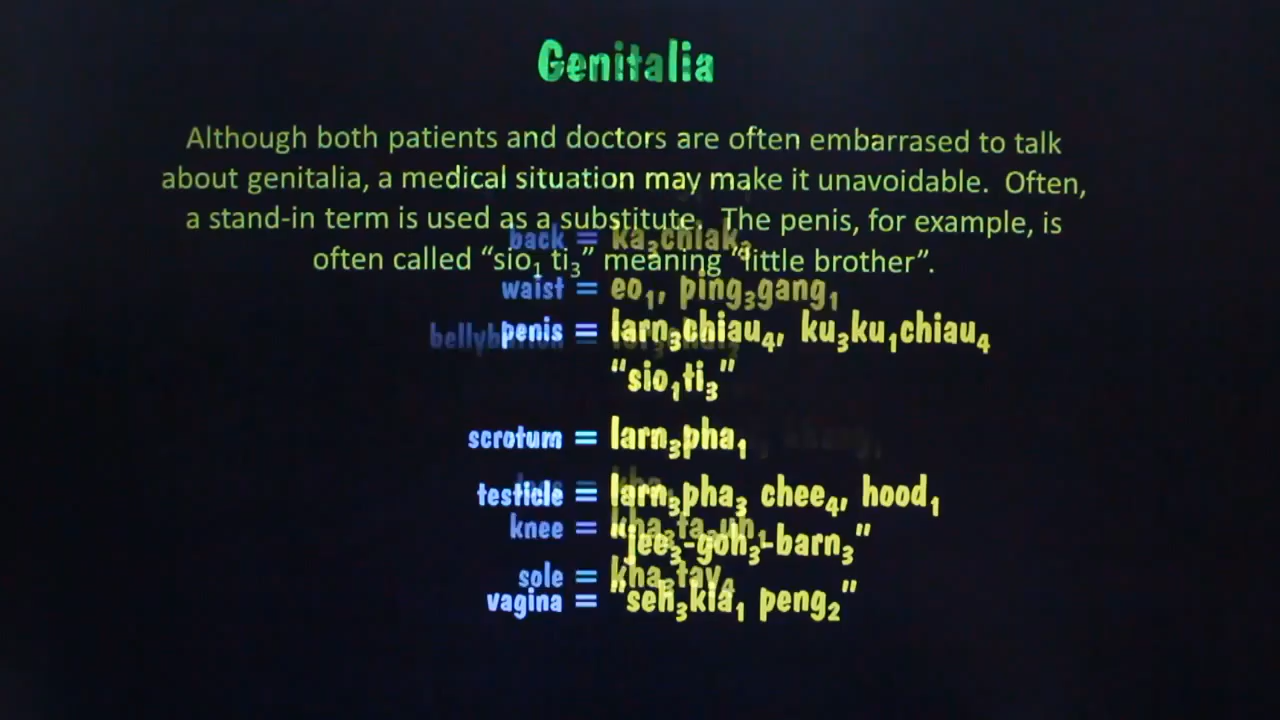 Genitalia
Although both patients and doctors are often embarrased to talk
about genitalia, a medical situation may make it unavoidable. Often,
a stand-in term is used as a substitute. The penis, for example, is
often called “sio₁ ti₃” meaning “little brother”.
back = ka₃chiak₃
waist = eo₁, ping₃gang₁
penis = larn₃chiau₄, ku₃ku₁chiau₄
“sio₁ti₃”
scrotum = larn₃pha₁
testicle = larn₃pha₃ chee₄, hood₁
knee =
“jee₃-goh₃-barn₃”
sole = kha₃tay₄
vagina = “seh₃kia₁ peng₂”